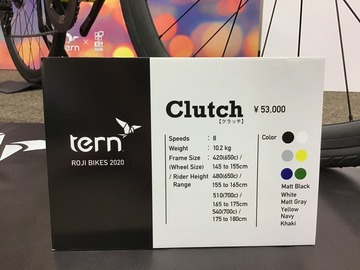 tern
ROJI BIKES 2020
Clutch
【クラッチ】
¥ 53,000
Speeds : 8
Weight : 10.2 kg
Frame Size : 420(650c) /
(Wheel Size) 145 to 155cm
/ Rider Height 480(650c) /
Range 155 to 165cm
510(700c) /
165 to 175cm
540(700c) /
175 to 180cm
Color
Matt Black
White
Matt Gray
Yellow
Navy
Khaki
tern